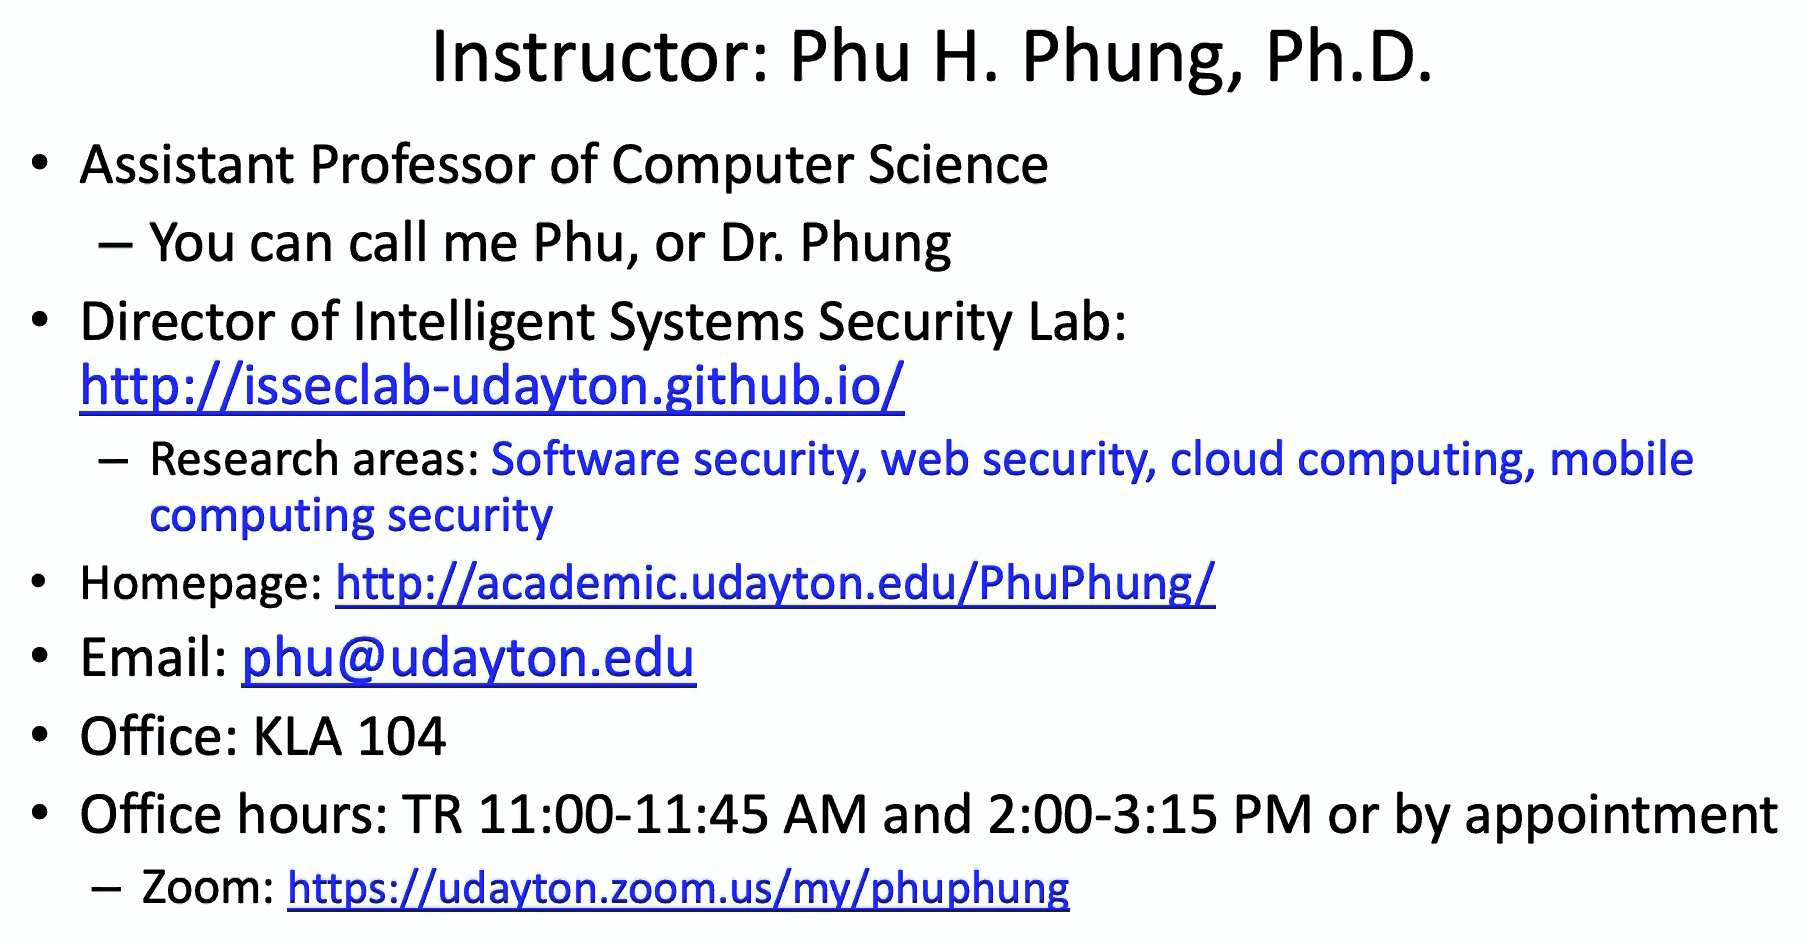 Instructor: Phu H. Phung, Ph.D.
• Assistant Professor of Computer Science
– You can call me Phu, or Dr. Phung
• Director of Intelligent Systems Security Lab:
http://isseclab-udayton.github.io/
– Research areas: Software security, web security, cloud computing, mobile
computing security
• Homepage: http://academic.udayton.edu/PhuPhung/
• Email: phu@udayton.edu
• Office: KLA 104
• Office hours: TR 11:00-11:45 AM and 2:00-3:15 PM or by appointment
– Zoom: https://udayton.zoom.us/my/phuphung